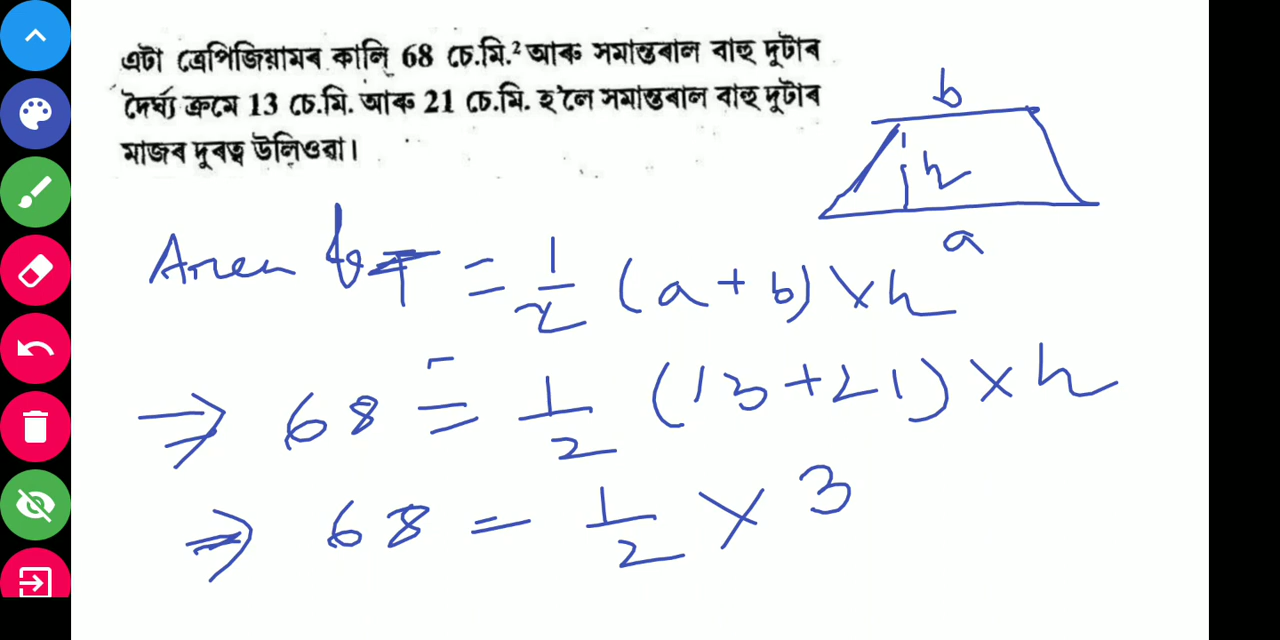 এটা ত্ৰেপিজিয়ামৰ কালি 68 চে.মি.² আৰু সমান্তৰাল বাহু দুটাৰ
দৈৰ্ঘ্য ক্ৰমে 13 চে.মি. আৰু 21 চে.মি. হ'লে সমান্তৰাল বাহু দুটাৰ
মাজৰ দুৰত্ব উলিওৱা।
b
h
a
Area of T = 1/2 (a + b) × h
⇒ 68 = 1/2 (13 + 21) × h
⇒ 68 = 1/2 × 3